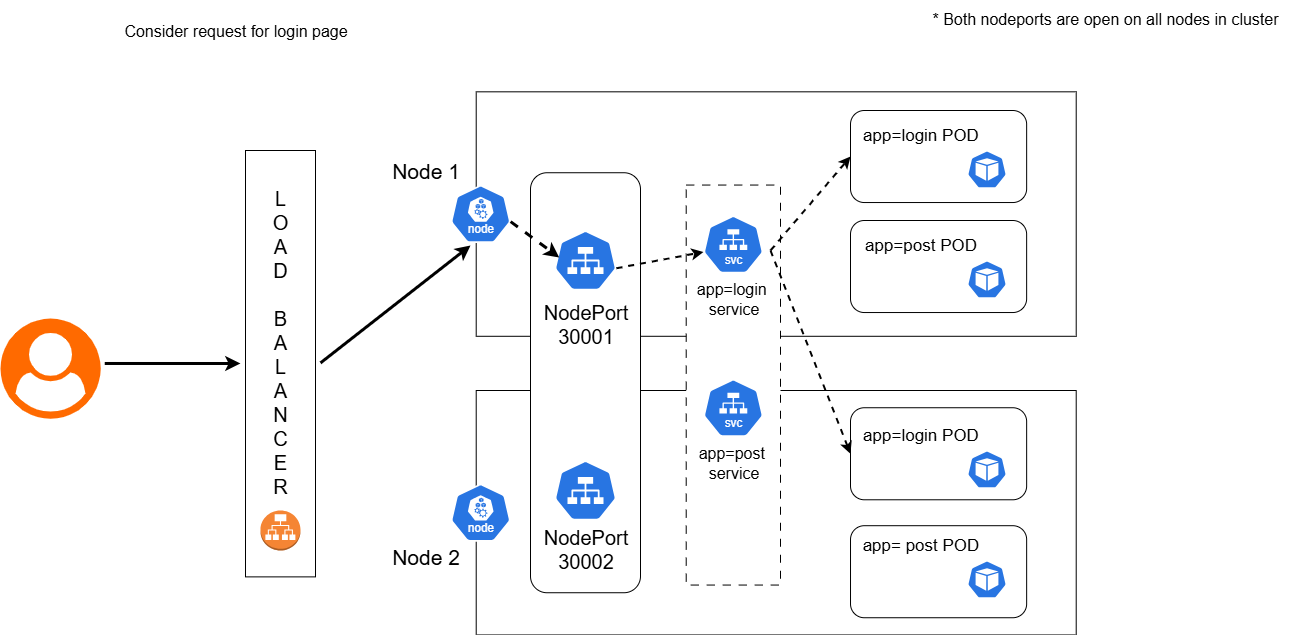 Consider request for login page
* Both nodeports are open on all nodes in cluster
LOAD BALANCER
Node 1
node
NodePort
30001
svc
app=login
service
app=login POD
app=post POD
svc
app=post
service
node
Node 2
NodePort
30002
app=login POD
app= post POD